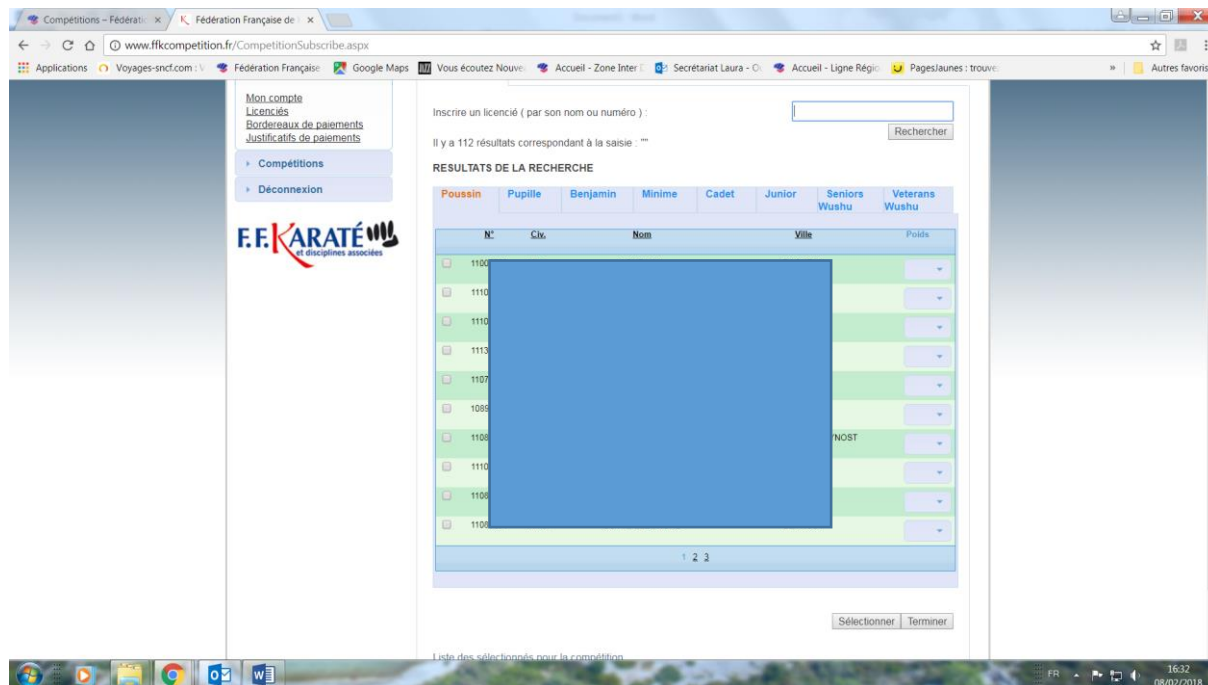 Compétitions – Fédérati
Fédération Française de
www.ffkcompetition.fr/CompetitionSubscribe.aspx
Applications Voyages-sncf.com : V Fédération Française Google Maps Vous écoutez Nouve Accueil - Zone Inter Secrétariat Laura - O Accueil - Ligne Régio PagesJaunes : trouve » Autres favoris
Mon compte
Licenciés
Bordereaux de paiements
Justificatifs de paiements
Compétitions
Déconnexion
F.F.KARATÉ
et disciplines associées
Inscrire un licencié ( par son nom ou numéro ) :
Rechercher
Il y a 112 résultats correspondant à la saisie : ""
RESULTATS DE LA RECHERCHE
Poussin Pupille Benjamin Minime Cadet Junior Seniors Wushu Veterans Wushu
N° Civ. Nom Ville Poids
1100
1110
1110
1113
1107
1089
1108 YNOST
1110
1108
1108
1 2 3
Sélectionner Terminer
Liste des sélectionnés pour la compétition
FR 16:32
08/02/2018